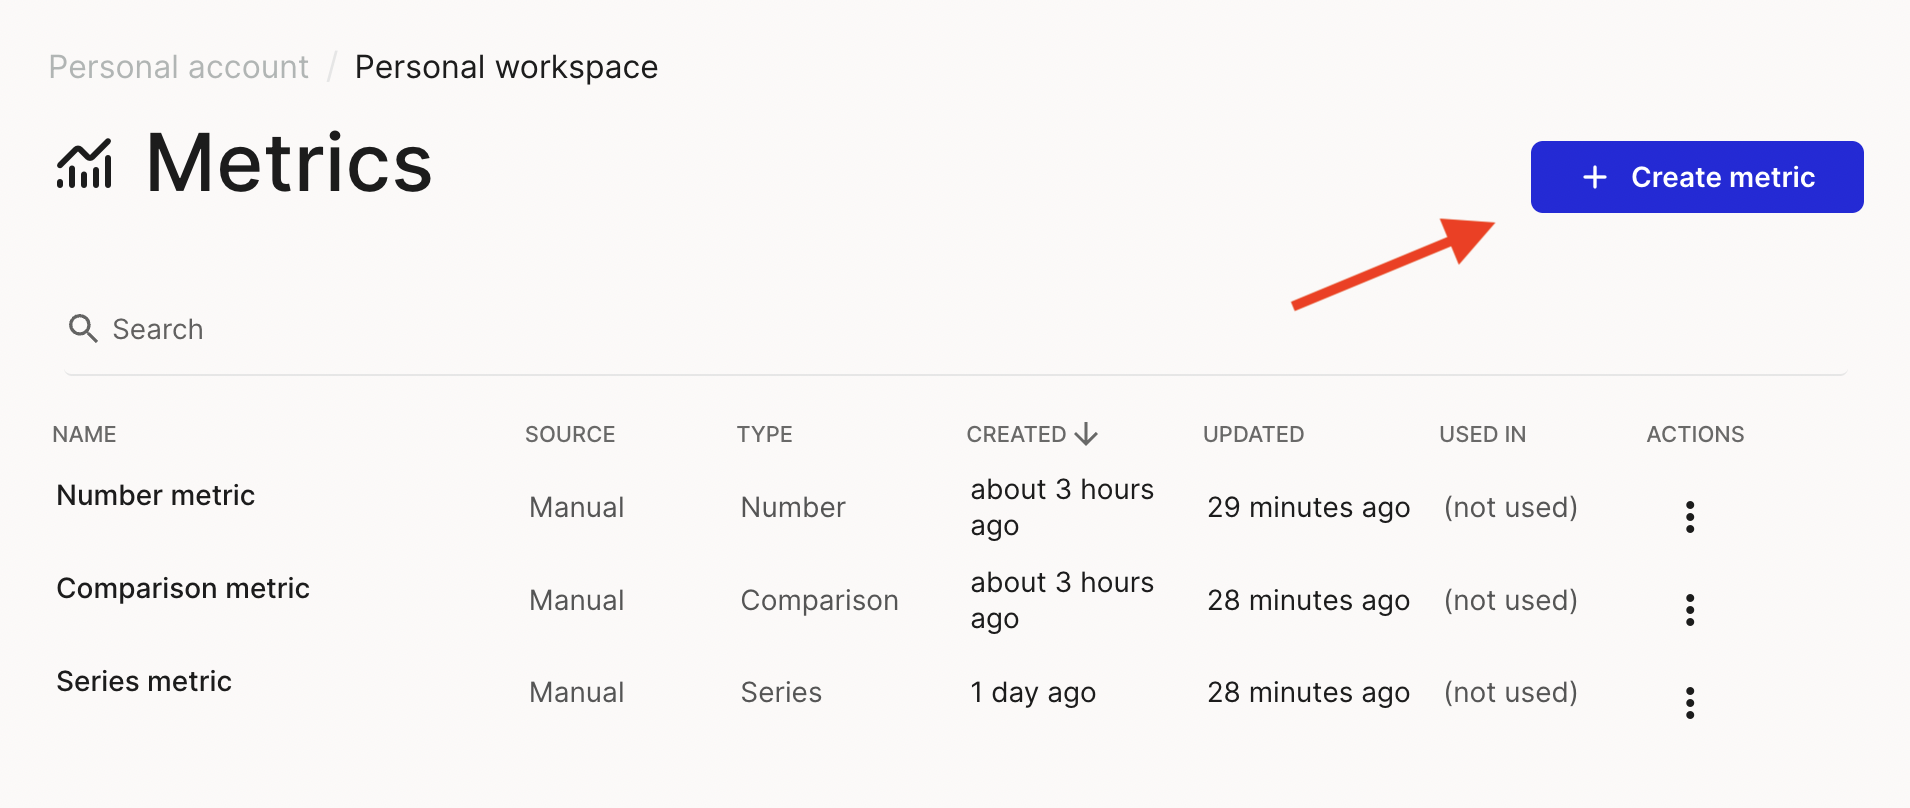 Personal account / Personal workspace
Metrics
+ Create metric
Search
NAME SOURCE TYPE CREATED UPDATED USED IN ACTIONS
Number metric Manual Number about 3 hours ago 29 minutes ago (not used)
Comparison metric Manual Comparison about 3 hours ago 28 minutes ago (not used)
Series metric Manual Series 1 day ago 28 minutes ago (not used)